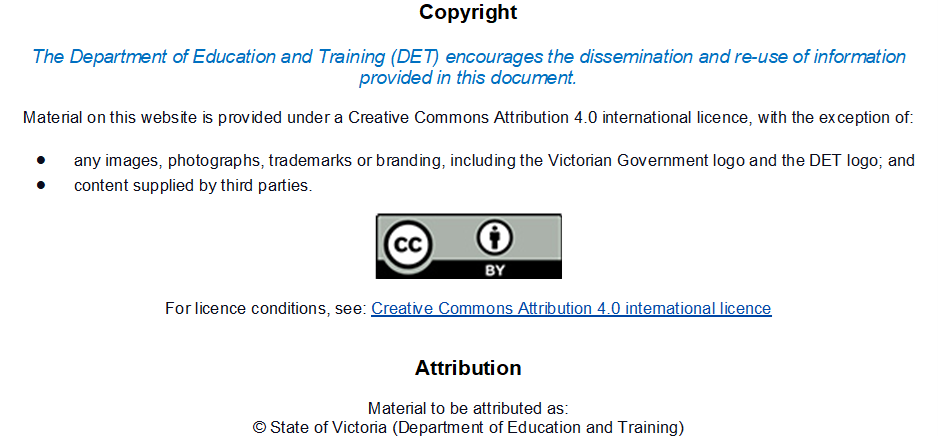 Copyright
The Department of Education and Training (DET) encourages the dissemination and re-use of information
provided in this document.
Material on this website is provided under a Creative Commons Attribution 4.0 international licence, with the exception of:
● any images, photographs, trademarks or branding, including the Victorian Government logo and the DET logo; and
● content supplied by third parties.
CC
BY
For licence conditions, see: Creative Commons Attribution 4.0 international licence
Attribution
Material to be attributed as:
© State of Victoria (Department of Education and Training)